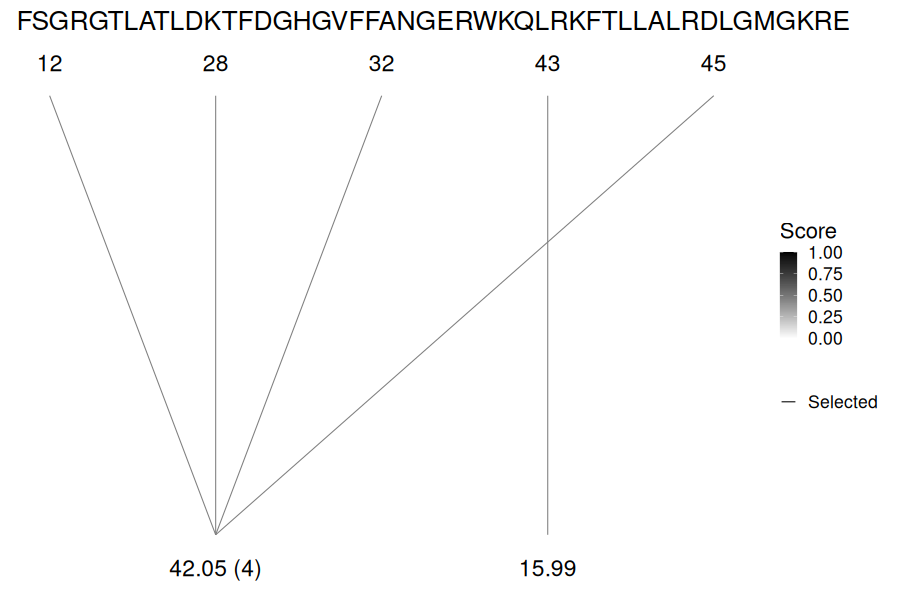 FSGRGTLATLDKTFDGHGVFFANGERWKQLRKFTLLALRDLGMGKRE
12 28 32 43 45
Score
1.00
0.75
0.50
0.25
0.00
Selected
42.05 (4) 15.99